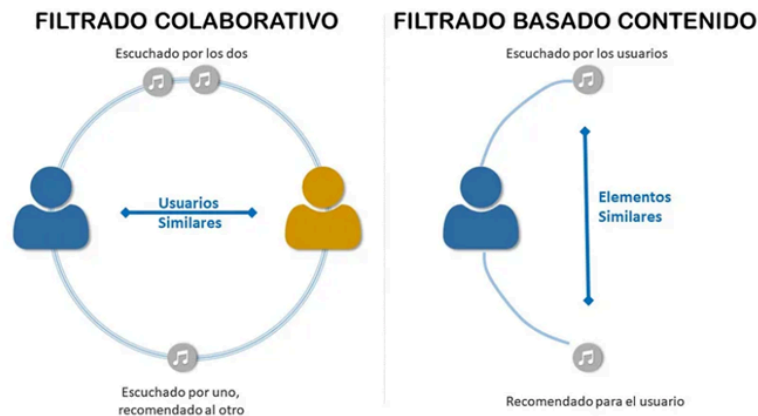 FILTRADO COLABORATIVO
Escuchado por los dos
Usuarios
Similares
Escuchado por uno,
recomendado al otro
FILTRADO BASADO CONTENIDO
Escuchado por los usuarios
Elementos
Similares
Recomendado para el usuario